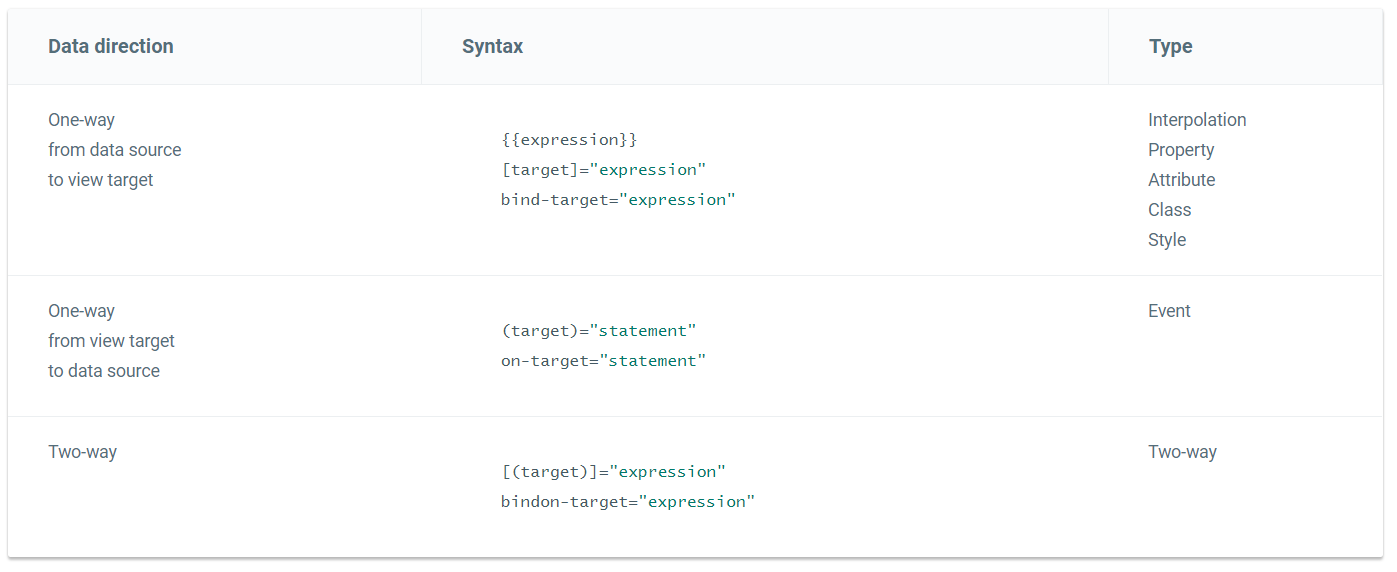 Data direction
Syntax
Type
One-way
from data source
to view target
{{expression}}
[target]="expression"
bind-target="expression"
Interpolation
Property
Attribute
Class
Style
One-way
from view target
to data source
(target)="statement"
on-target="statement"
Event
Two-way
[(target)]="expression"
bindon-target="expression"
Two-way